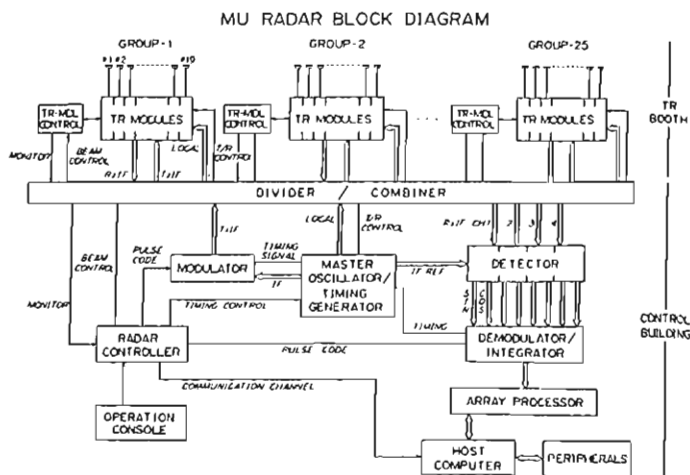 MU RADAR BLOCK DIAGRAM
GROUP-1
GROUP-2
GROUP-25
#1 #2 #19
TR-MDL CONTROL
TR MODULES
TR-MDL CONTROL
TR MODULES
TR-MDL CONTROL
TR MODULES
TR BOOTH
MONITOR
BEAM CONTROL
RxIF
TxIF
LOCAL
T/R CONTROL
DIVIDER / COMBINER
MONITOR
BEAM CONTROL
PULSE CODE
TxIF
LOCAL
T/R CONTROL
RxIF CH1 2 3 4
MODULATOR
TIMING SIGNAL
IF
MASTER OSCILLATOR/ TIMING GENERATOR
IF REF
DETECTOR
SIN
COS
TIMING CONTROL
TIMING
CONTROL BUILDING
RADAR CONTROLLER
PULSE CODE
DEMODULATOR/ INTEGRATOR
COMMUNICATION CHANNEL
ARRAY PROCESSOR
OPERATION CONSOLE
HOST COMPUTER
PERIPHERALS